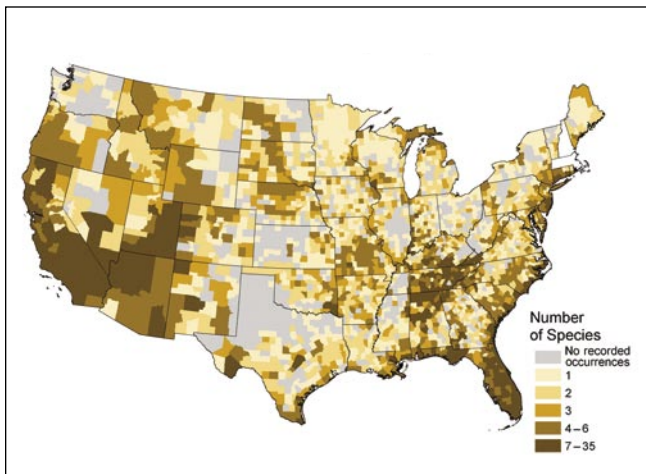 Number
of Species
No recorded
occurrences
1
2
3
4–6
7–35